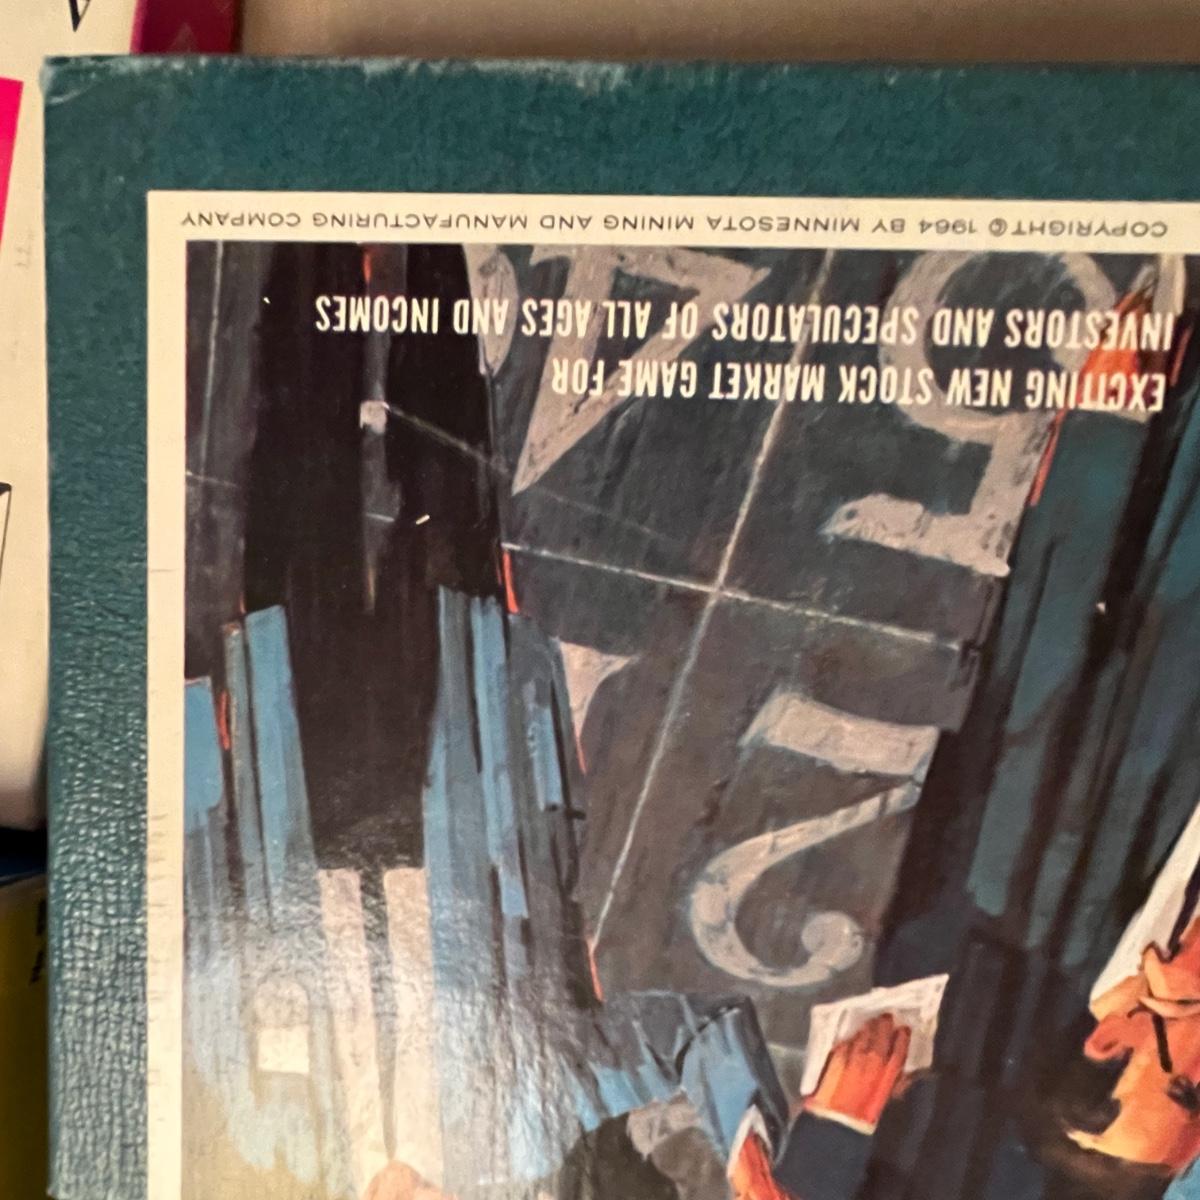 EXCITING NEW STOCK MARKET GAME FOR
INVESTORS AND SPECULATORS OF ALL AGES AND INCOMES
COPYRIGHT © 1964 BY MINNESOTA MINING AND MANUFACTURING COMPANY